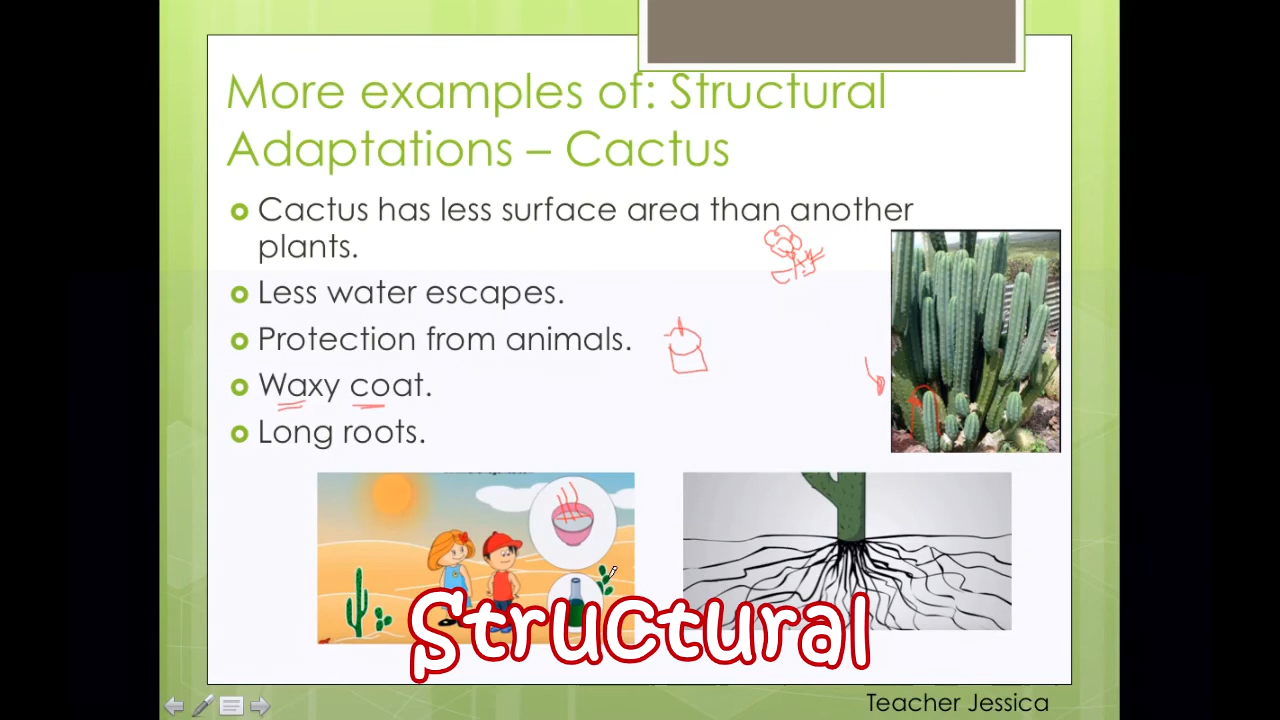 More examples of: Structural
Adaptations – Cactus
Cactus has less surface area than another
plants.
Less water escapes.
Protection from animals.
Waxy coat.
Long roots.
Structural
Teacher Jessica